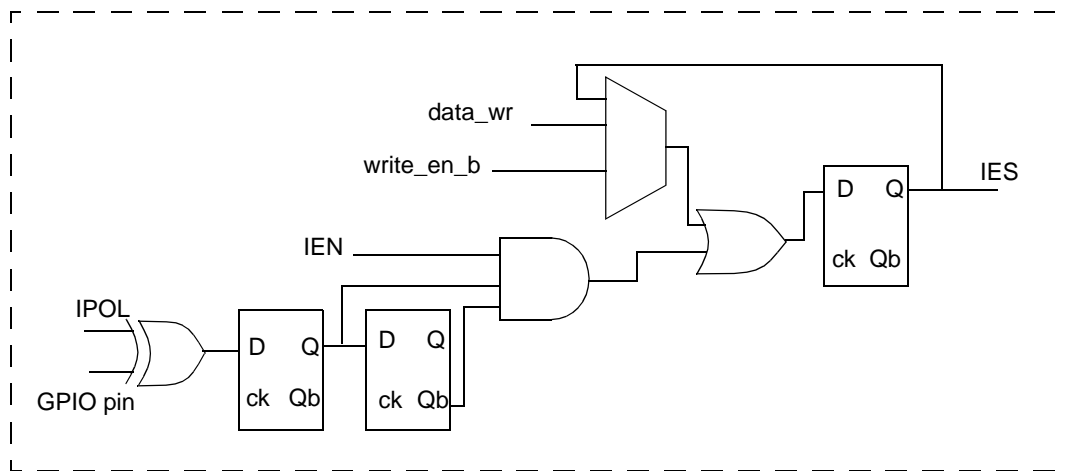 data_wr
write_en_b
IES
D Q
ck Qb
IEN
IPOL
GPIO pin
D Q
ck Qb
D Q
ck Qb